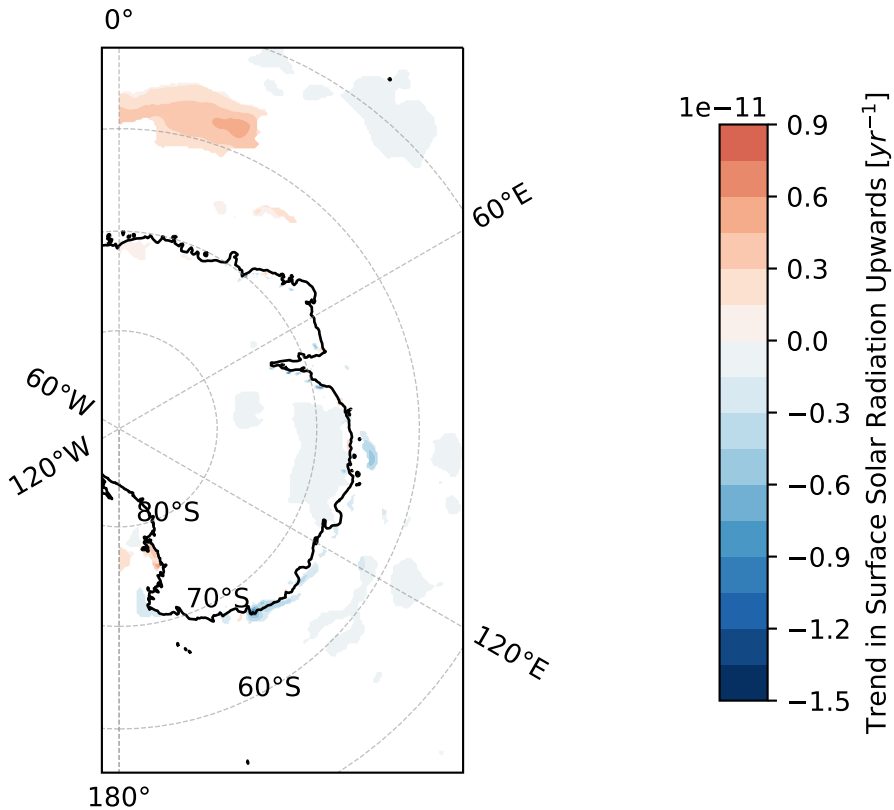 0°
60°E
60°W
120°W
80°S
70°S
60°S
120°E
180°
1e−11
0.9
0.6
0.3
0.0
−0.3
−0.6
−0.9
−1.2
−1.5
Trend in Surface Solar Radiation Upwards [yr⁻¹]